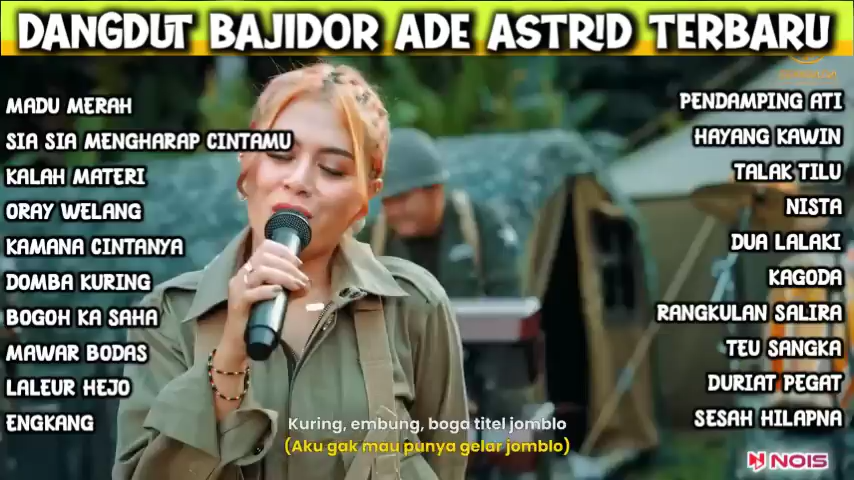 DANGDUT BAJIDOR ADE ASTRID TERBARU
MADU MERAH
SIA SIA MENGHARAP CINTAMU
KALAH MATERI
ORAY WELANG
KAMANA CINTANYA
DOMBA KURING
BOGOH KA SAHA
MAWAR BODAS
LALEUR HEJO
ENGKANG
PENDAMPING ATI
HAYANG KAWIN
TALAK TILU
NISTA
DUA LALAKI
KAGODA
RANGKULAN SALIRA
TEU SANGKA
DURIAT PEGAT
SESAH HILAPNA
Kuring, embung, boga titel jomblo
(Aku gak mau punya gelar jomblo)
NOIS